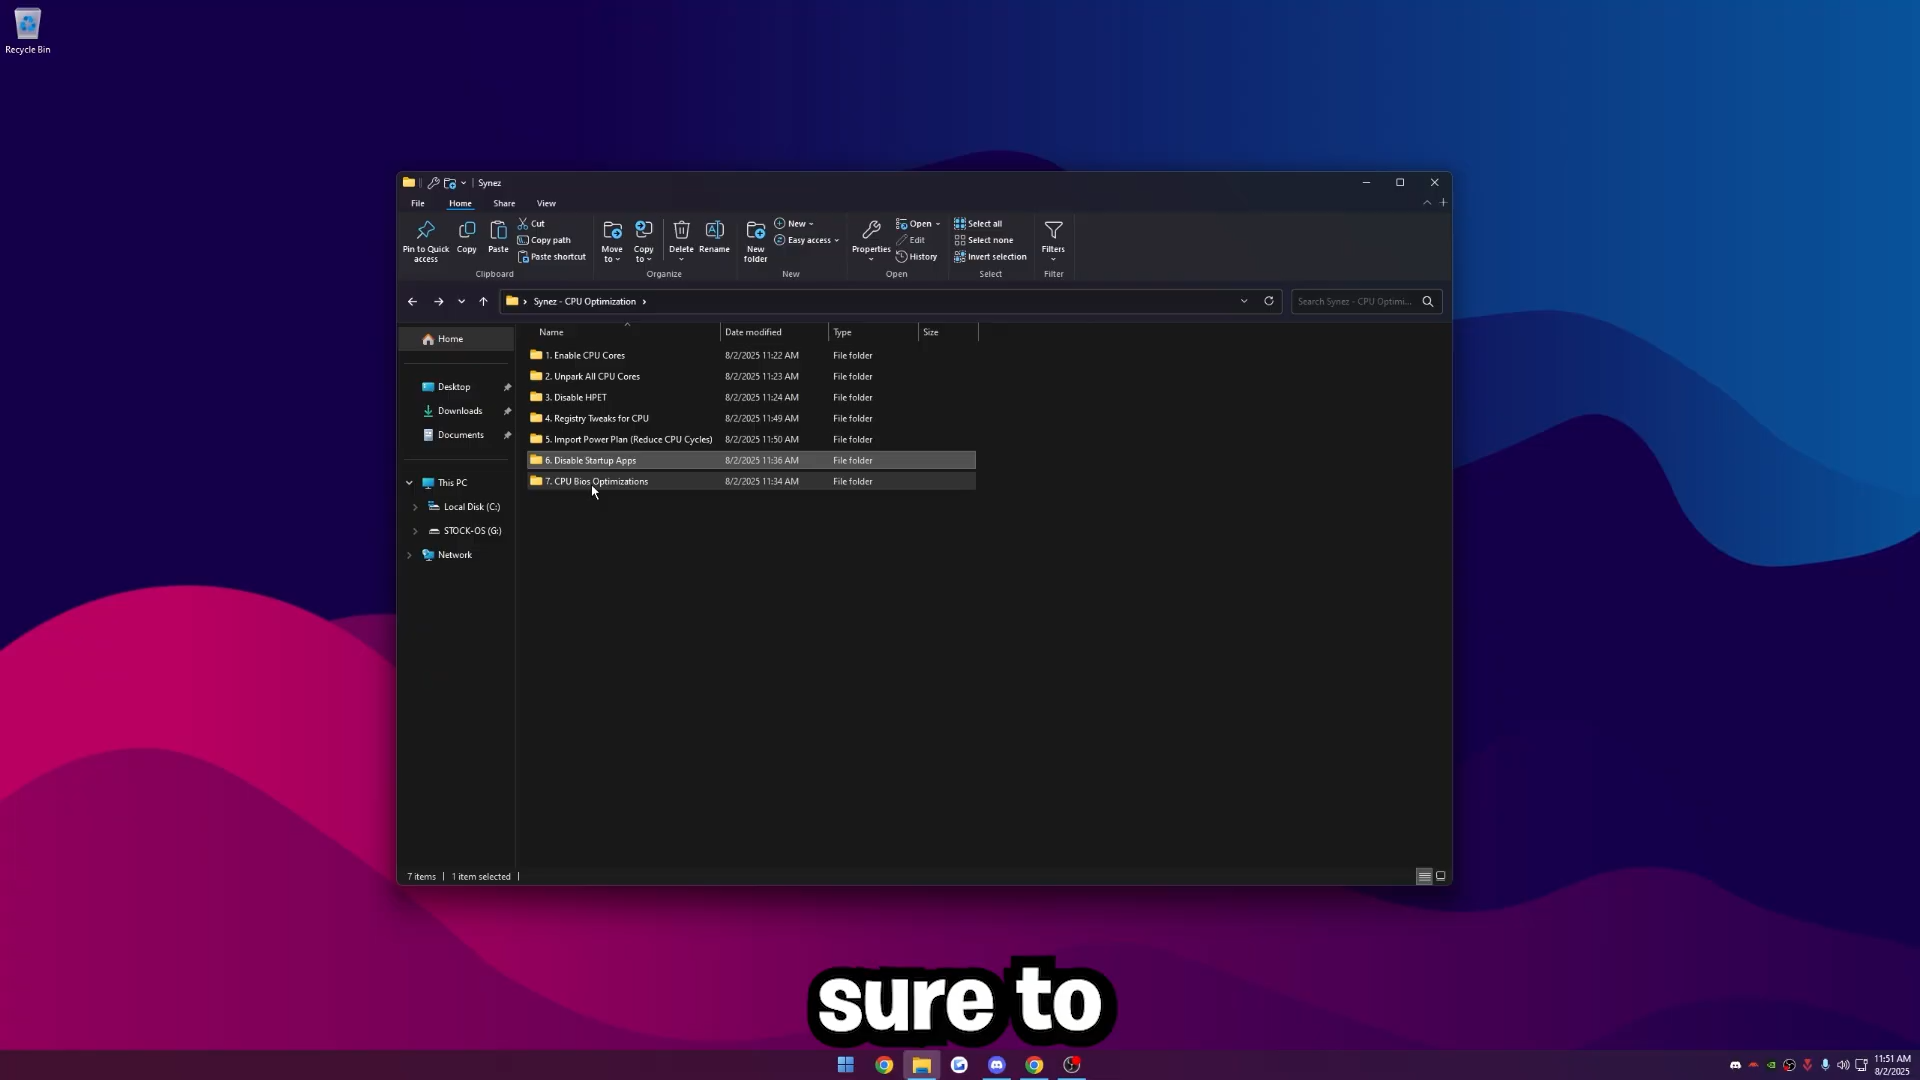 Recycle Bin
Synez
File Home Share View
Pin to Quick access
Copy
Paste
Cut
Copy path
Paste shortcut
Clipboard
Move to
Copy to
Delete
Rename
Organize
New folder
New
Easy access
New
Properties
Open
Edit
History
Open
Select all
Select none
Invert selection
Select
Filters
Filter
Synez - CPU Optimization
Search Synez - CPU Optimi...
Name Date modified Type Size
1. Enable CPU Cores 8/2/2025 11:22 AM File folder
2. Unpark All CPU Cores 8/2/2025 11:23 AM File folder
3. Disable HPET 8/2/2025 11:24 AM File folder
4. Registry Tweaks for CPU 8/2/2025 11:49 AM File folder
5. Import Power Plan (Reduce CPU Cycles) 8/2/2025 11:50 AM File folder
6. Disable Startup Apps 8/2/2025 11:36 AM File folder
7. CPU Bios Optimizations 8/2/2025 11:34 AM File folder
Home
Desktop
Downloads
Documents
This PC
Local Disk (C:)
STOCK-OS (G:)
Network
7 items 1 item selected
sure to
11:51 AM
8/2/2025